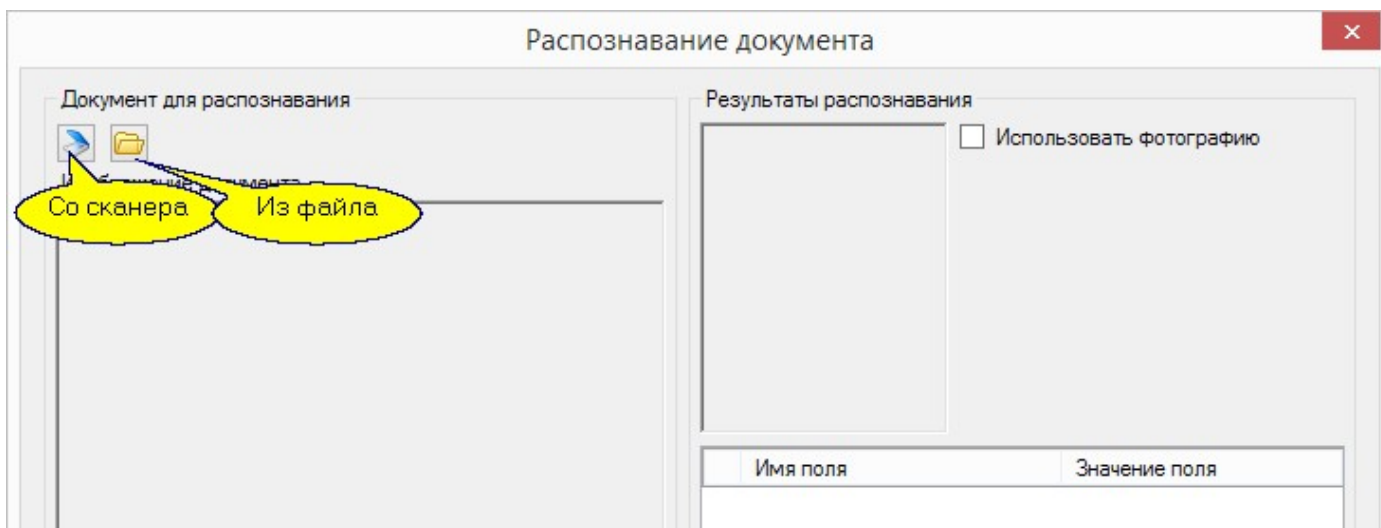 Распознавание документа
Документ для распознавания
Со сканера
Из файла
Результаты распознавания
Использовать фотографию
Имя поля
Значение поля